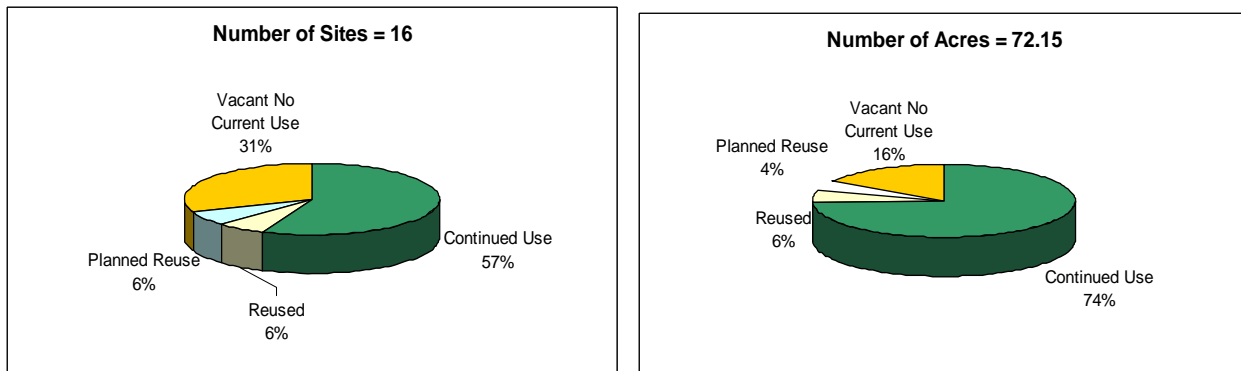 Number of Sites = 16
Vacant No
Current Use
31%
Planned Reuse
6%
Reused
6%
Continued Use
57%
Number of Acres = 72.15
Vacant No
Current Use
16%
Planned Reuse
4%
Reused
6%
Continued Use
74%